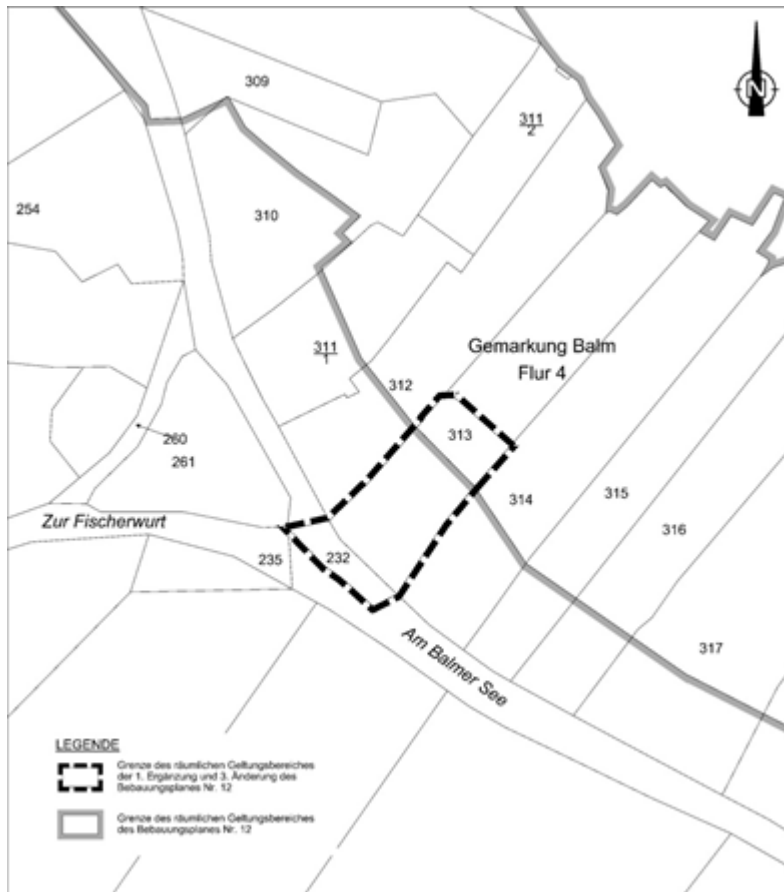 309
311
2
N
254
310
311
1
Gemarkung Balm
Flur 4
312
313
260
261
314
315
316
Zur Fischerwurt
235
232
317
Am Balmer See
LEGENDE
Grenze des räumlichen Geltungsbereiches
der 1. Ergänzung und 3. Änderung des
Bebauungsplanes Nr. 12
Grenze des räumlichen Geltungsbereiches
des Bebauungsplanes Nr. 12